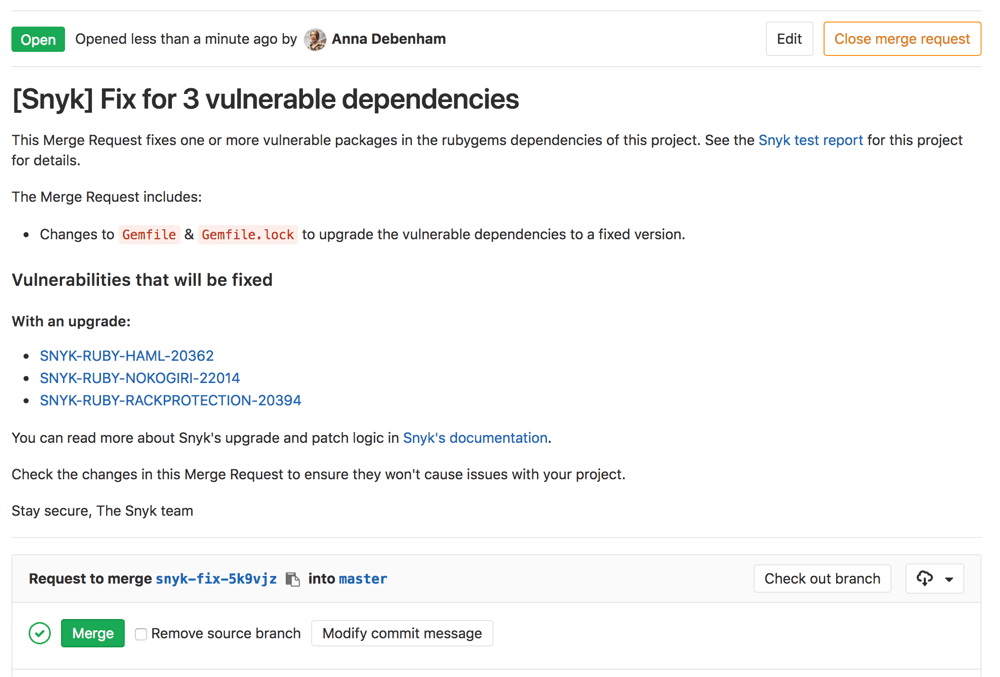 Open Opened less than a minute ago by Anna Debenham Edit Close merge request
[Snyk] Fix for 3 vulnerable dependencies
This Merge Request fixes one or more vulnerable packages in the rubygems dependencies of this project. See the Snyk test report for this project
for details.
The Merge Request includes:
• Changes to Gemfile & Gemfile.lock to upgrade the vulnerable dependencies to a fixed version.
Vulnerabilities that will be fixed
With an upgrade:
• SNYK-RUBY-HAML-20362
• SNYK-RUBY-NOKOGIRI-22014
• SNYK-RUBY-RACKPROTECTION-20394
You can read more about Snyk's upgrade and patch logic in Snyk's documentation.
Check the changes in this Merge Request to ensure they won't cause issues with your project.
Stay secure, The Snyk team
Request to merge snyk-fix-5k9vjz into master Check out branch
Merge Remove source branch Modify commit message